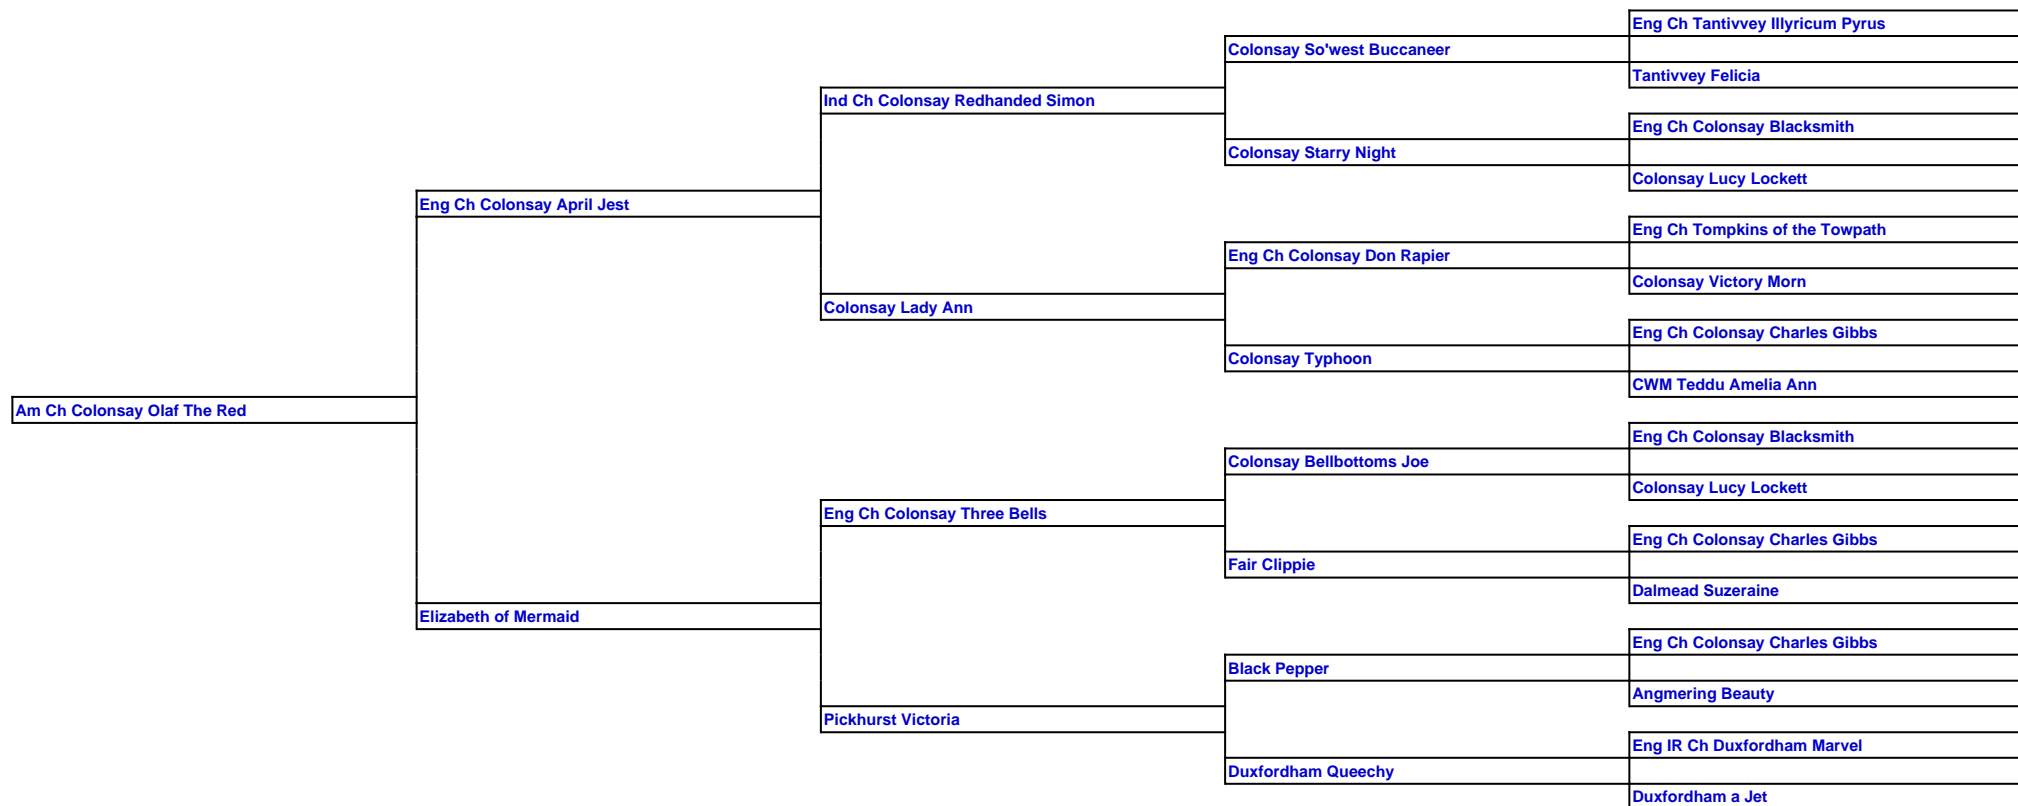 Eng Ch Tantivvey Illyricum Pyrus
Colonsay So'west Buccaneer
Tantivvey Felicia
Ind Ch Colonsay Redhanded Simon
Eng Ch Colonsay Blacksmith
Colonsay Starry Night
Colonsay Lucy Lockett
Eng Ch Colonsay April Jest
Eng Ch Tompkins of the Towpath
Eng Ch Colonsay Don Rapier
Colonsay Victory Morn
Colonsay Lady Ann
Eng Ch Colonsay Charles Gibbs
Colonsay Typhoon
CWM Teddu Amelia Ann
Am Ch Colonsay Olaf The Red
Eng Ch Colonsay Blacksmith
Colonsay Bellbottoms Joe
Colonsay Lucy Lockett
Eng Ch Colonsay Three Bells
Eng Ch Colonsay Charles Gibbs
Fair Clippie
Dalmead Suzeraine
Elizabeth of Mermaid
Eng Ch Colonsay Charles Gibbs
Black Pepper
Angmering Beauty
Pickhurst Victoria
Eng IR Ch Duxfordham Marvel
Duxfordham Queechy
Duxfordham a Jet